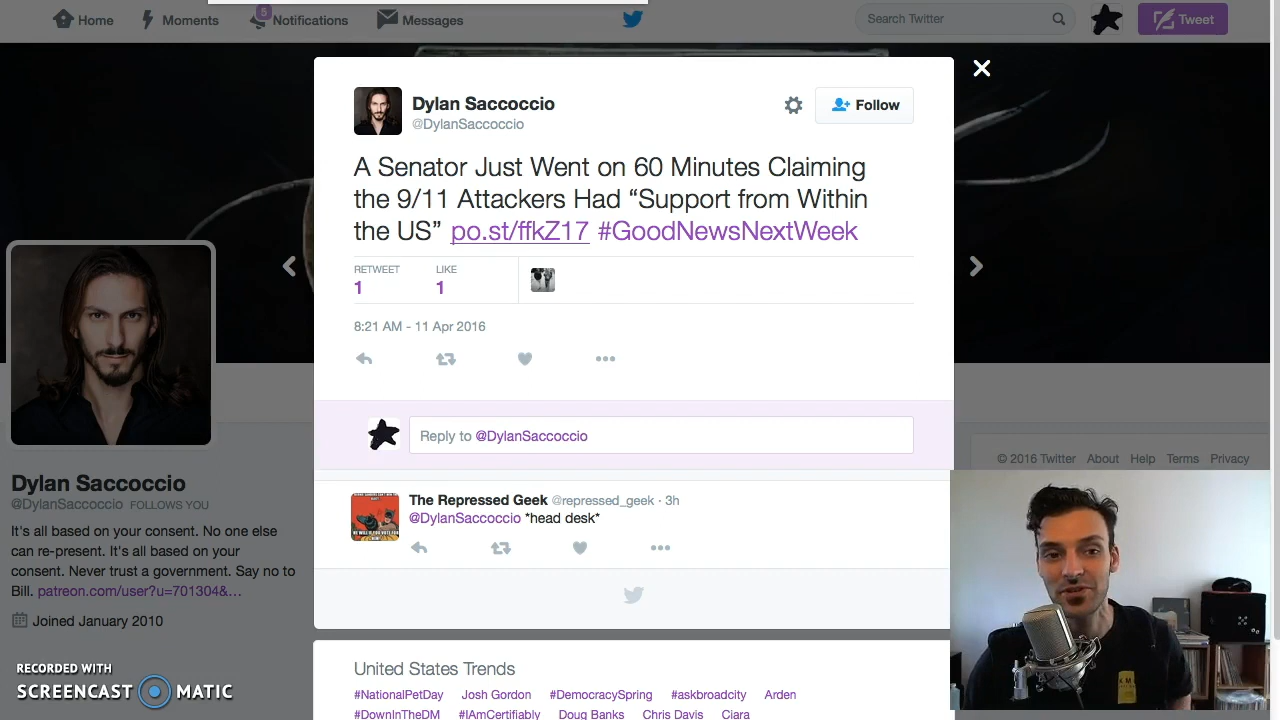 Home Moments 5 Notifications Messages Search Twitter Tweet
Dylan Saccoccio
@DylanSaccoccio
Follow
A Senator Just Went on 60 Minutes Claiming
the 9/11 Attackers Had “Support from Within
the US” po.st/ffkZ17 #GoodNewsNextWeek
RETWEET LIKE
1 1
8:21 AM - 11 Apr 2016
Reply to @DylanSaccoccio
The Repressed Geek @repressed_geek · 3h
@DylanSaccoccio *head desk*
Dylan Saccoccio
@DylanSaccoccio FOLLOWS YOU
It's all based on your consent. No one else
can re-present. It's all based on your
consent. Never trust a government. Say no to
Bill. patreon.com/user?u=701304&…
Joined January 2010
© 2016 Twitter About Help Terms Privacy
RECORDED WITH
SCREENCAST MATIC
United States Trends
#NationalPetDay Josh Gordon #DemocracySpring #askbroadcity Arden
#DownInTheDM #IAmCertifiably Doug Banks Chris Davis Ciara